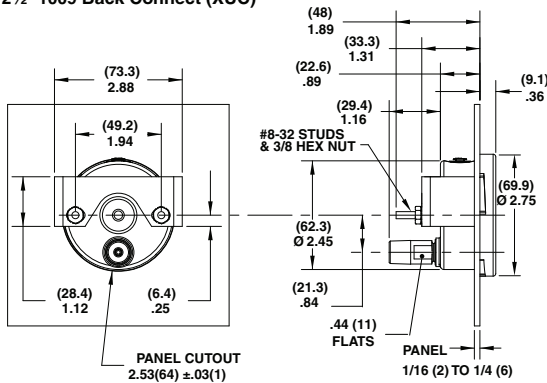 2½" 1009 Back Connect (XUC)
(73.3)
2.88
(49.2)
1.94
(28.4)
1.12
(6.4)
.25
PANEL CUTOUT
2.53(64) ±.03(1)
(48)
1.89
(33.3)
1.31
(22.6)
.89
(9.1)
.36
(29.4)
1.16
#8-32 STUDS
& 3/8 HEX NUT
(69.9)
Ø 2.75
(62.3)
Ø 2.45
(21.3)
.84
.44 (11)
FLATS
PANEL
1/16 (2) TO 1/4 (6)